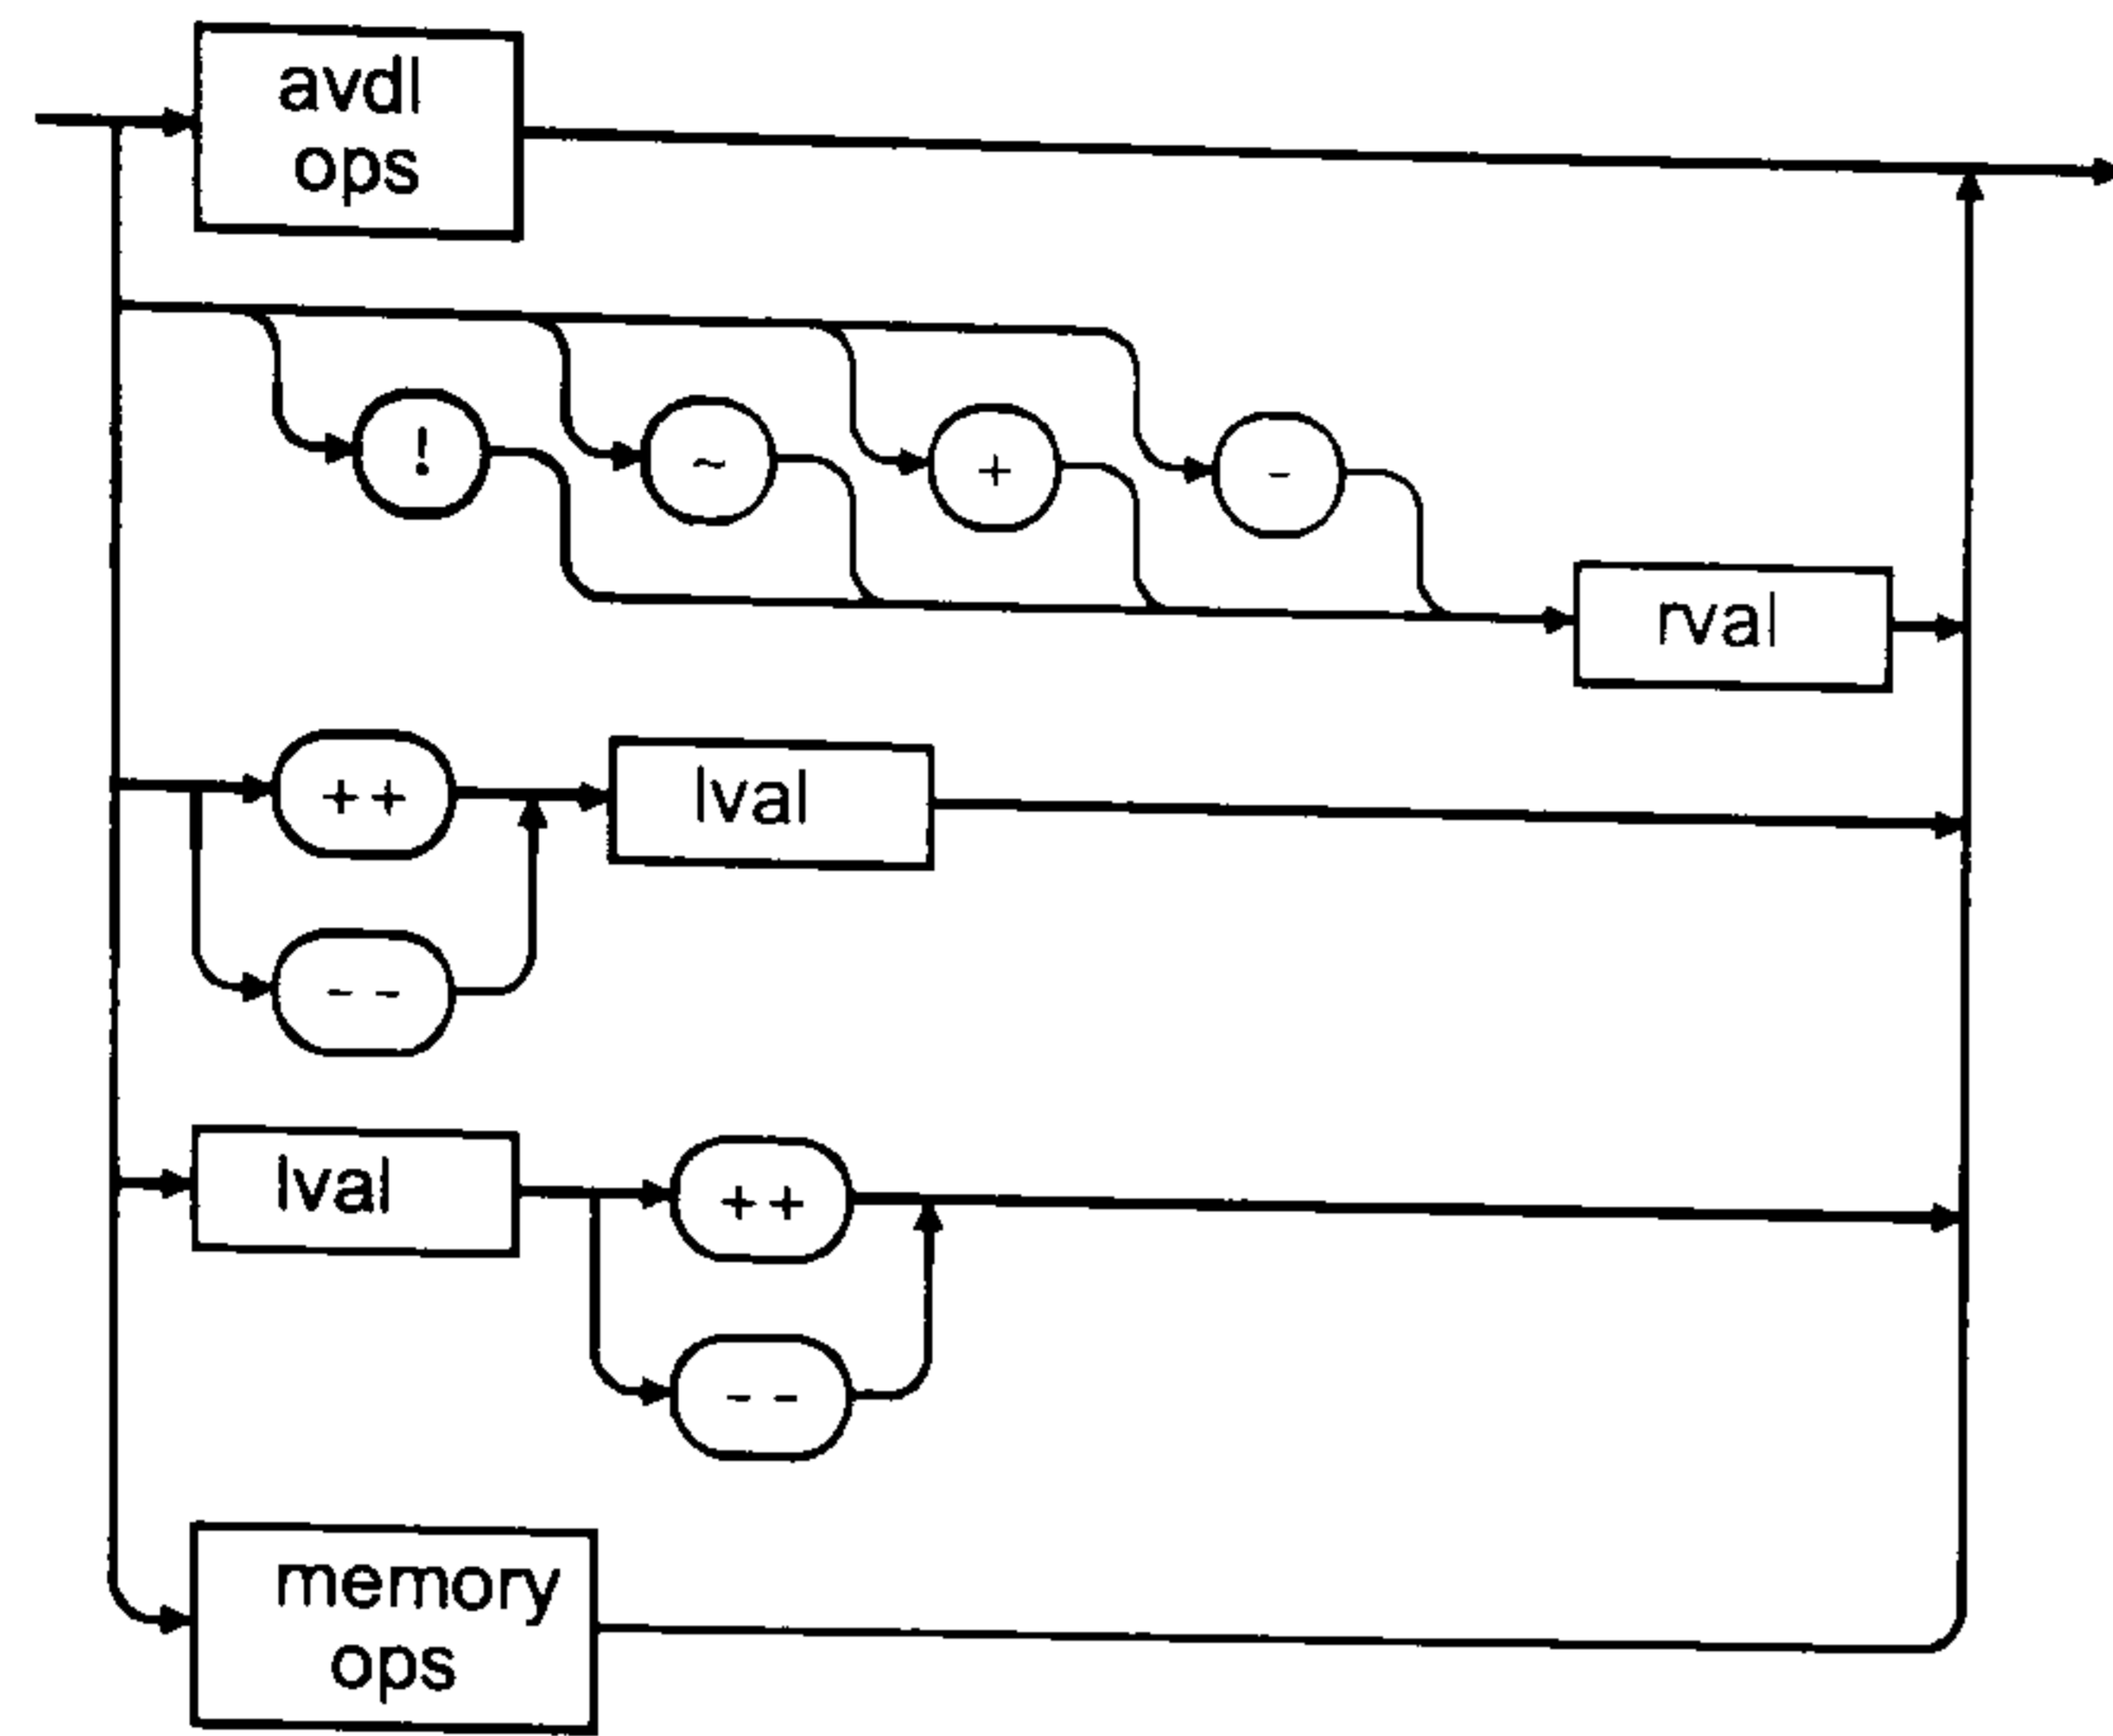 avdl
ops
! ~ + -
rval
++ lval
--
lval ++
--
memory
ops